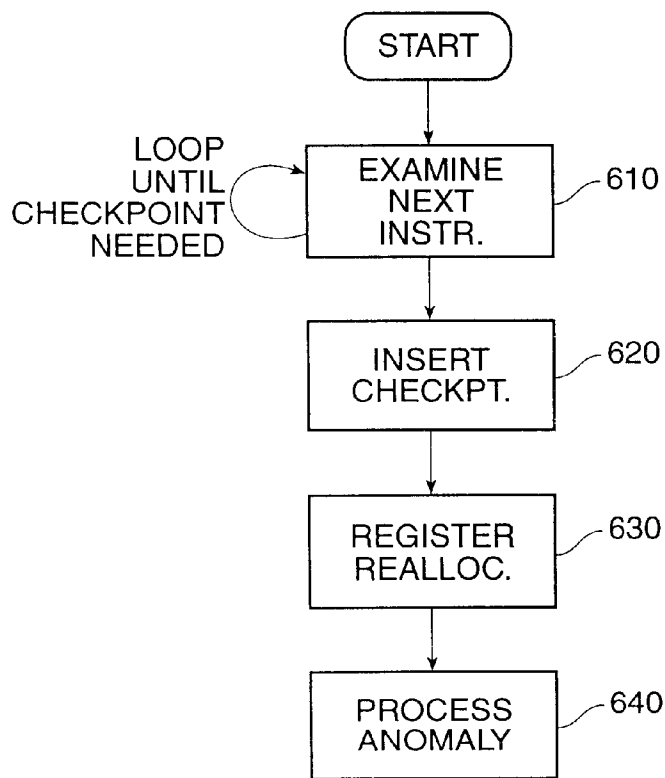 START
LOOP
UNTIL
CHECKPOINT
NEEDED
EXAMINE
NEXT
INSTR.
610
INSERT
CHECKPT.
620
REGISTER
REALLOC.
630
PROCESS
ANOMALY
640